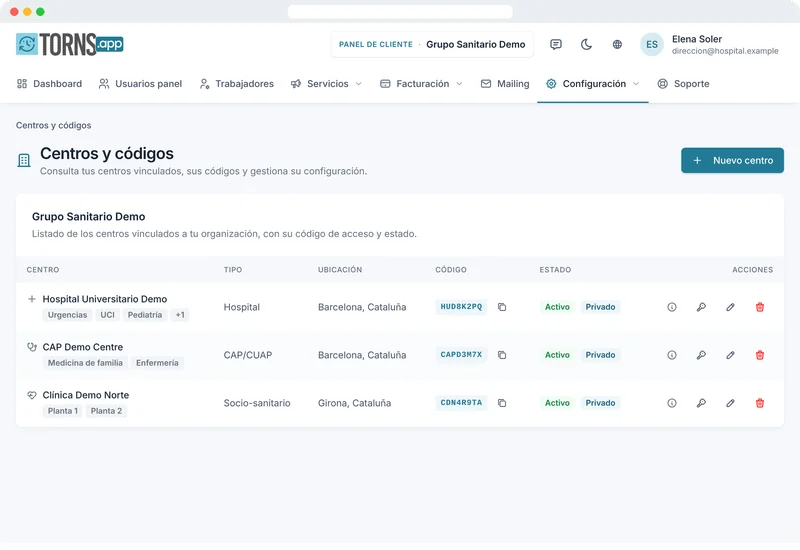 TORNS.app
PANEL DE CLIENTE · Grupo Sanitario Demo
ES
Elena Soler
direccion@hospital.example
Dashboard
Usuarios panel
Trabajadores
Servicios
Facturación
Mailing
Configuración
Soporte
Centros y códigos
Centros y códigos
Consulta tus centros vinculados, sus códigos y gestiona su configuración.
+ Nuevo centro
Grupo Sanitario Demo
Listado de los centros vinculados a tu organización, con su código de acceso y estado.
CENTRO TIPO UBICACIÓN CÓDIGO ESTADO ACCIONES
Hospital Universitario Demo
Urgencias UCI Pediatría +1
Hospital Barcelona, Cataluña HUD8K2PQ Activo Privado
CAP Demo Centre
Medicina de familia Enfermería
CAP/CUAP Barcelona, Cataluña CAPD3M7X Activo Privado
Clínica Demo Norte
Planta 1 Planta 2
Socio-sanitario Girona, Cataluña CDN4R9TA Activo Privado